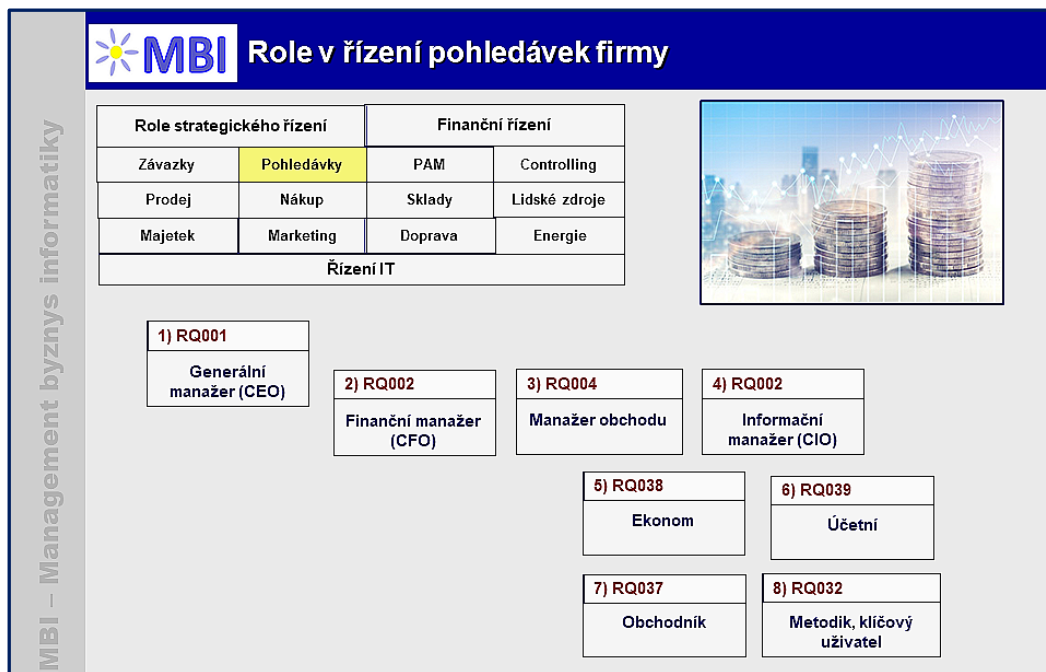 MBI
Role v řízení pohledávek firmy
MBI – Management byznys informatiky
Role strategického řízení
Finanční řízení
Závazky
Pohledávky
PAM
Controlling
Prodej
Nákup
Sklady
Lidské zdroje
Majetek
Marketing
Doprava
Energie
Řízení IT
1) RQ001
Generální
manažer (CEO)
2) RQ002
Finanční manažer
(CFO)
3) RQ004
Manažer obchodu
4) RQ002
Informační
manažer (CIO)
5) RQ038
Ekonom
6) RQ039
Účetní
7) RQ037
Obchodník
8) RQ032
Metodik, klíčový
uživatel